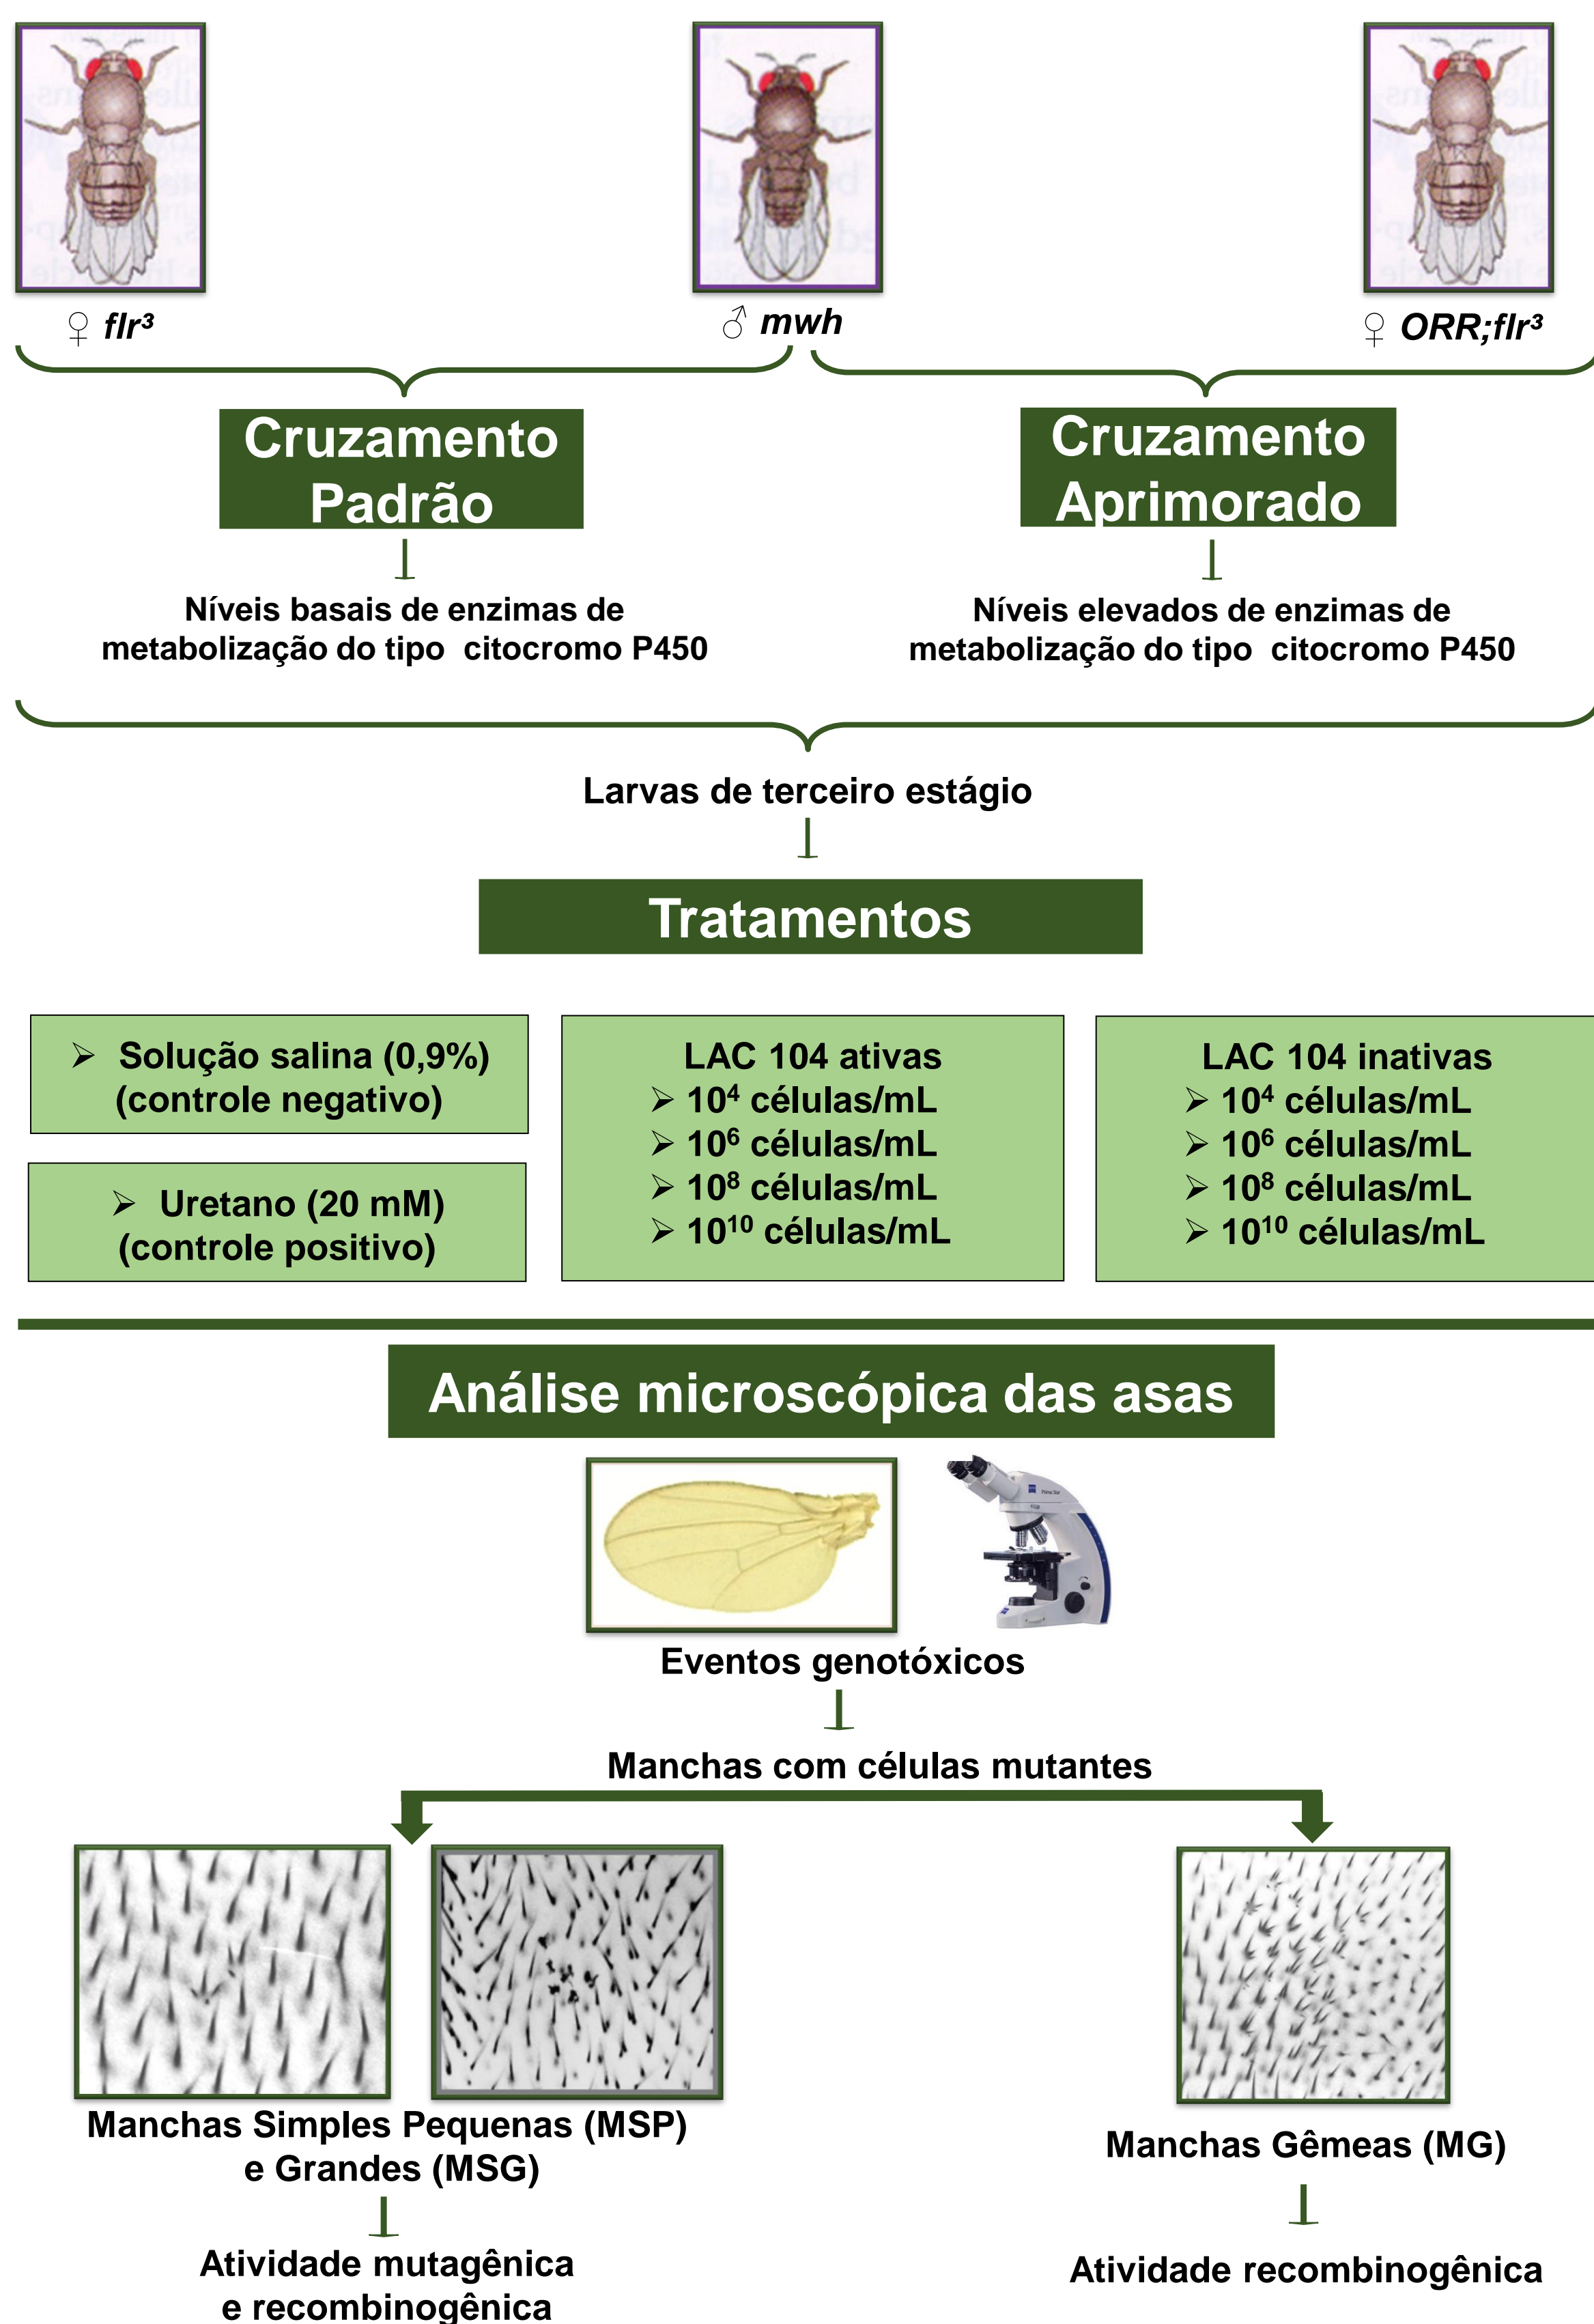 ♀ flr³
♂ mwh
♀ ORR;flr³
Cruzamento
Padrão
Cruzamento
Aprimorado
Níveis basais de enzimas de
metabolização do tipo citocromo P450
Níveis elevados de enzimas de
metabolização do tipo citocromo P450
Larvas de terceiro estágio
Tratamentos
➢ Solução salina (0,9%)
(controle negativo)
➢ Uretano (20 mM)
(controle positivo)
LAC 104 ativas
➢ 10⁴ células/mL
➢ 10⁶ células/mL
➢ 10⁸ células/mL
➢ 10¹⁰ células/mL
LAC 104 inativas
➢ 10⁴ células/mL
➢ 10⁶ células/mL
➢ 10⁸ células/mL
➢ 10¹⁰ células/mL
Análise microscópica das asas
Eventos genotóxicos
Manchas com células mutantes
Manchas Simples Pequenas (MSP)
e Grandes (MSG)
Manchas Gêmeas (MG)
Atividade mutagênica
e recombinogênica
Atividade recombinogênica